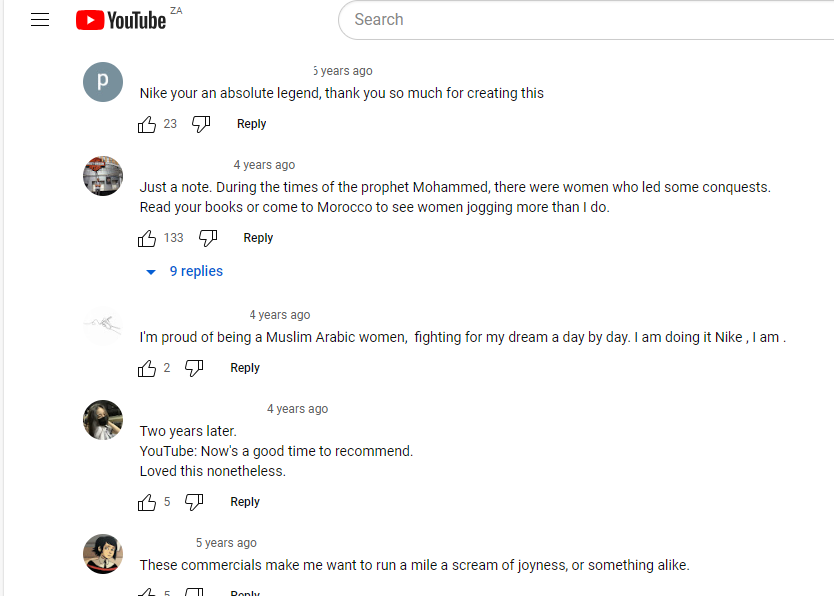 YouTube ZA
Search
p
6 years ago
Nike your an absolute legend, thank you so much for creating this
23 Reply
4 years ago
Just a note. During the times of the prophet Mohammed, there were women who led some conquests.
Read your books or come to Morocco to see women jogging more than I do.
133 Reply
9 replies
4 years ago
I'm proud of being a Muslim Arabic women, fighting for my dream a day by day. I am doing it Nike , I am .
2 Reply
4 years ago
Two years later.
YouTube: Now's a good time to recommend.
Loved this nonetheless.
5 Reply
5 years ago
These commercials make me want to run a mile a scream of joyness, or something alike.
5 Reply